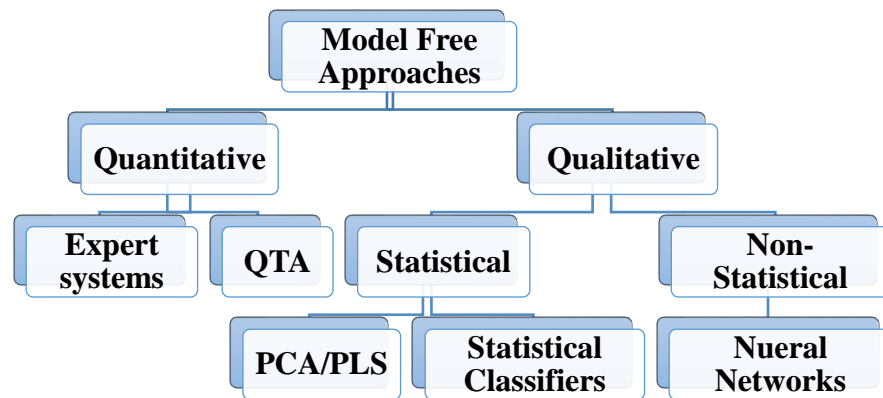 Model Free
Approaches
Quantitative
Qualitative
Expert
systems
QTA
Statistical
Non-
Statistical
PCA/PLS
Statistical
Classifiers
Nueral
Networks